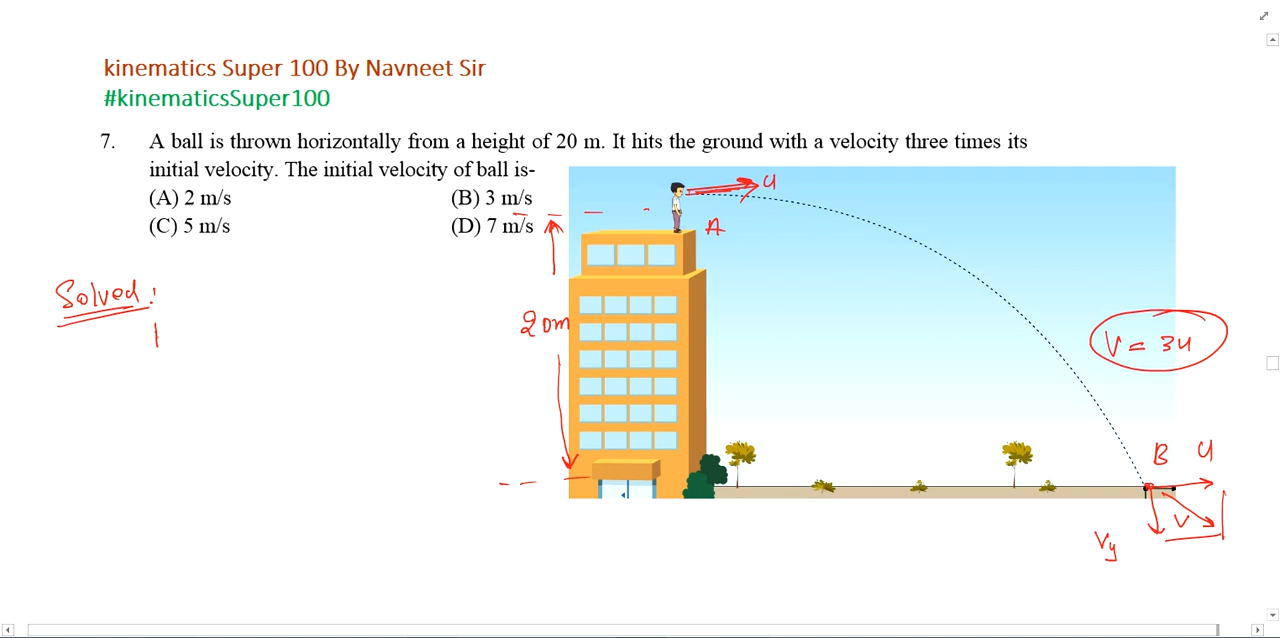 kinematics Super 100 By Navneet Sir
#kinematicsSuper100
7. A ball is thrown horizontally from a height of 20 m. It hits the ground with a velocity three times its
initial velocity. The initial velocity of ball is-
(A) 2 m/s (B) 3 m/s
(C) 5 m/s (D) 7 m/s
u
A
Solved:
20m
V = 3u
B u
V
Vy